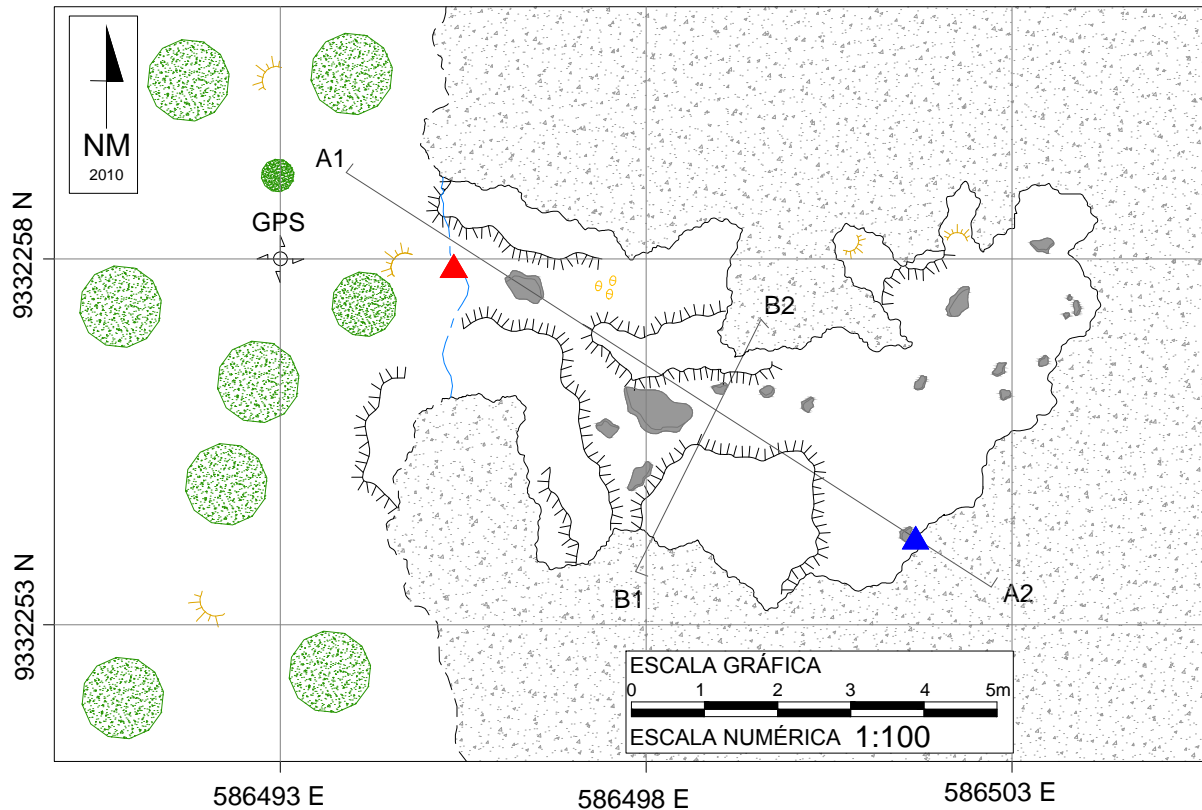 NM
2010
A1
GPS
9332258 N
B2
B1
A2
9332253 N
ESCALA GRÁFICA
0 1 2 3 4 5m
ESCALA NUMÉRICA 1:100
586493 E 586498 E 586503 E